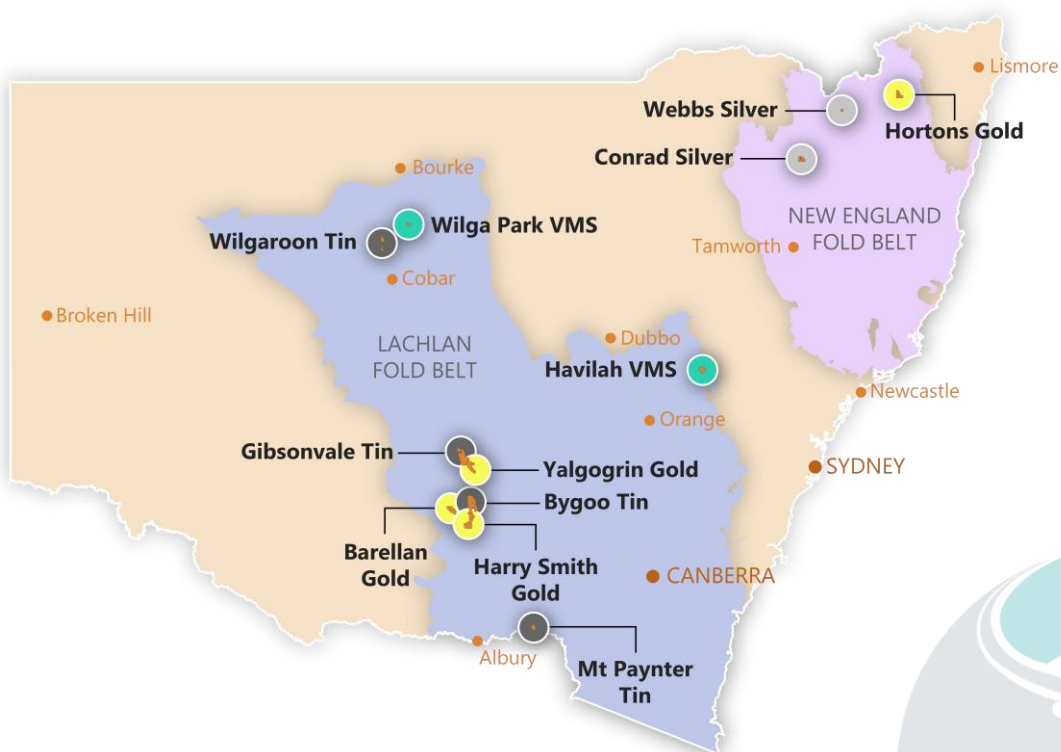 Lismore
Webbs Silver
Hortons Gold
Conrad Silver
Bourke
NEW ENGLAND
FOLD BELT
Wilga Park VMS
Wilgaroon Tin
Tamworth
Cobar
Broken Hill
LACHLAN
FOLD BELT
Dubbo
Havilah VMS
Newcastle
Orange
Gibsonvale Tin
SYDNEY
Yalgogrin Gold
Bygoo Tin
Barellan
Gold
Harry Smith
Gold
CANBERRA
Albury
Mt Paynter
Tin